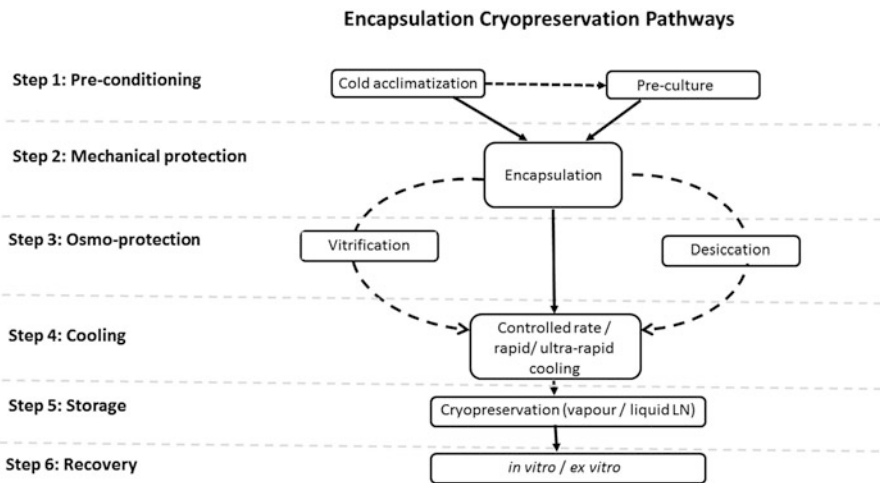 Encapsulation Cryopreservation Pathways
Step 1: Pre-conditioning
Cold acclimatization
Pre-culture
Step 2: Mechanical protection
Encapsulation
Step 3: Osmo-protection
Vitrification
Desiccation
Step 4: Cooling
Controlled rate /
rapid/ ultra-rapid
cooling
Step 5: Storage
Cryopreservation (vapour / liquid LN)
Step 6: Recovery
in vitro / ex vitro